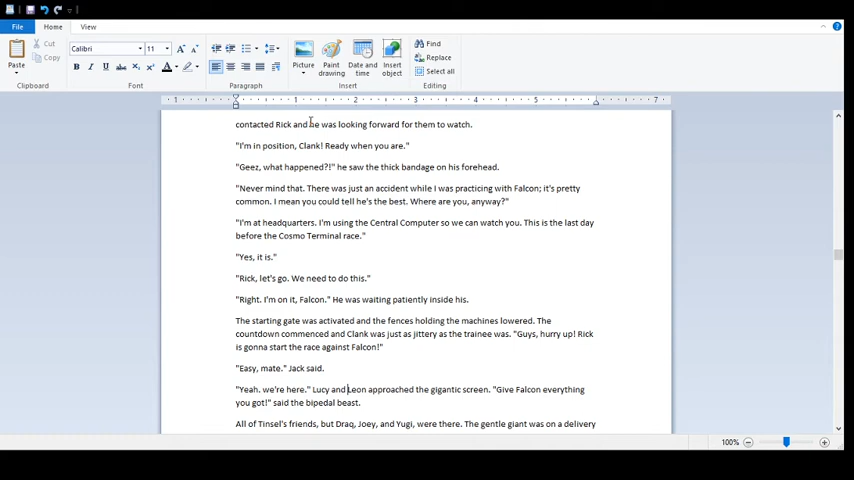 File
Home
View
Paste
Cut
Copy
Clipboard
Calibri
11
Font
Paragraph
Picture
Paint drawing
Date and time
Insert object
Insert
Find
Replace
Select all
Editing
1 1 2 3 4 5 7
contacted Rick and he was looking forward for them to watch.
"I'm in position, Clank! Ready when you are."
"Geez, what happened?!" he saw the thick bandage on his forehead.
"Never mind that. There was just an accident while I was practicing with Falcon; it's pretty
common. I mean you could tell he's the best. Where are you, anyway?"
"I'm at headquarters. I'm using the Central Computer so we can watch you. This is the last day
before the Cosmo Terminal race."
"Yes, it is."
"Rick, let's go. We need to do this."
"Right. I'm on it, Falcon." He was waiting patiently inside his.
The starting gate was activated and the fences holding the machines lowered. The
countdown commenced and Clank was just as jittery as the trainee was. "Guys, hurry up! Rick
is gonna start the race against Falcon!"
"Easy, mate." Jack said.
"Yeah. we're here." Lucy and Leon approached the gigantic screen. "Give Falcon everything
you got!" said the bipedal beast.
All of Tinsel's friends, but Draq, Joey, and Yugi, were there. The gentle giant was on a delivery
100%